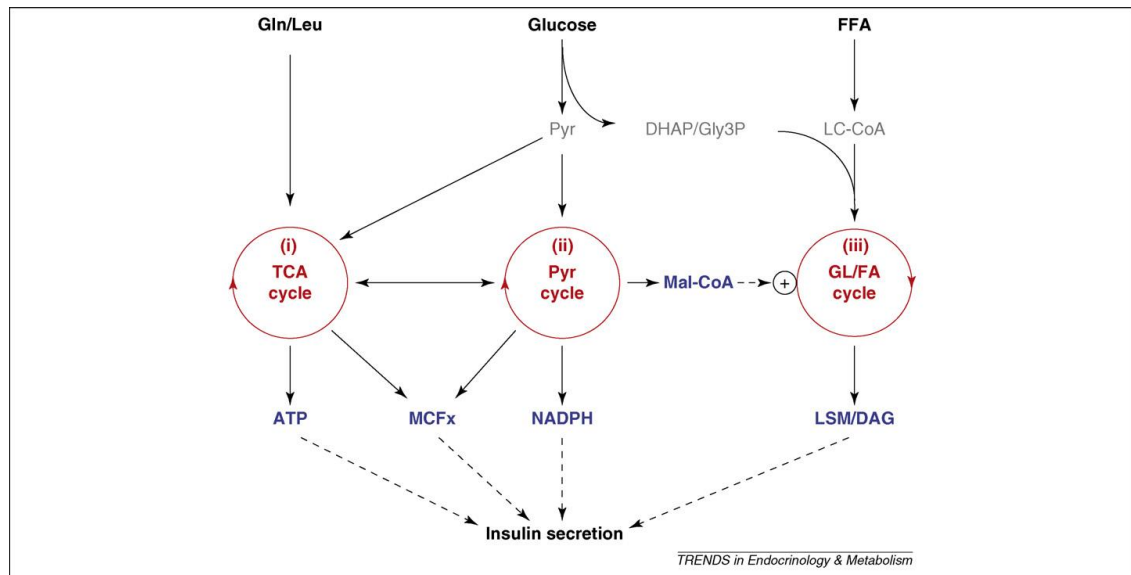 Gln/Leu
Glucose
FFA
Pyr
DHAP/Gly3P
LC-CoA
(i)
TCA
cycle
(ii)
Pyr
cycle
Mal-CoA
+
(iii)
GL/FA
cycle
ATP
MCFx
NADPH
LSM/DAG
Insulin secretion
TRENDS in Endocrinology & Metabolism